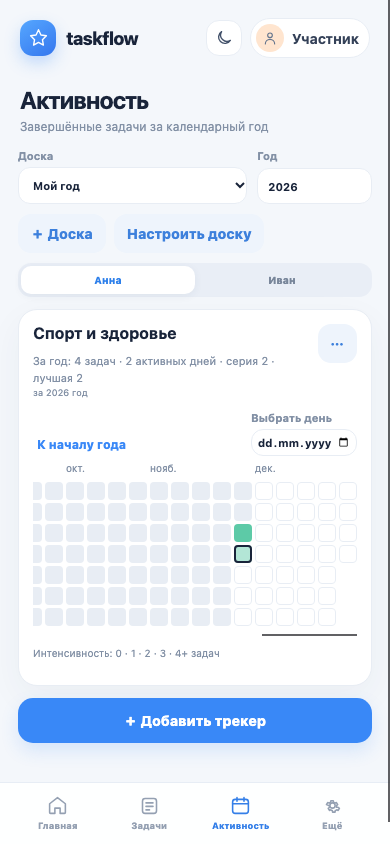 taskflow
Участник
Активность
Завершённые задачи за календарный год
Доска
Год
Мой год
2026
+ Доска
Настроить доску
Анна
Иван
Спорт и здоровье
...
За год: 4 задач · 2 активных дней · серия 2 ·
лучшая 2
за 2026 год
Выбрать день
К началу года
dd.mm.yyyy
окт.
нояб.
дек.
Интенсивность: 0 · 1 · 2 · 3 · 4+ задач
+ Добавить трекер
Главная
Задачи
Активность
Ещё